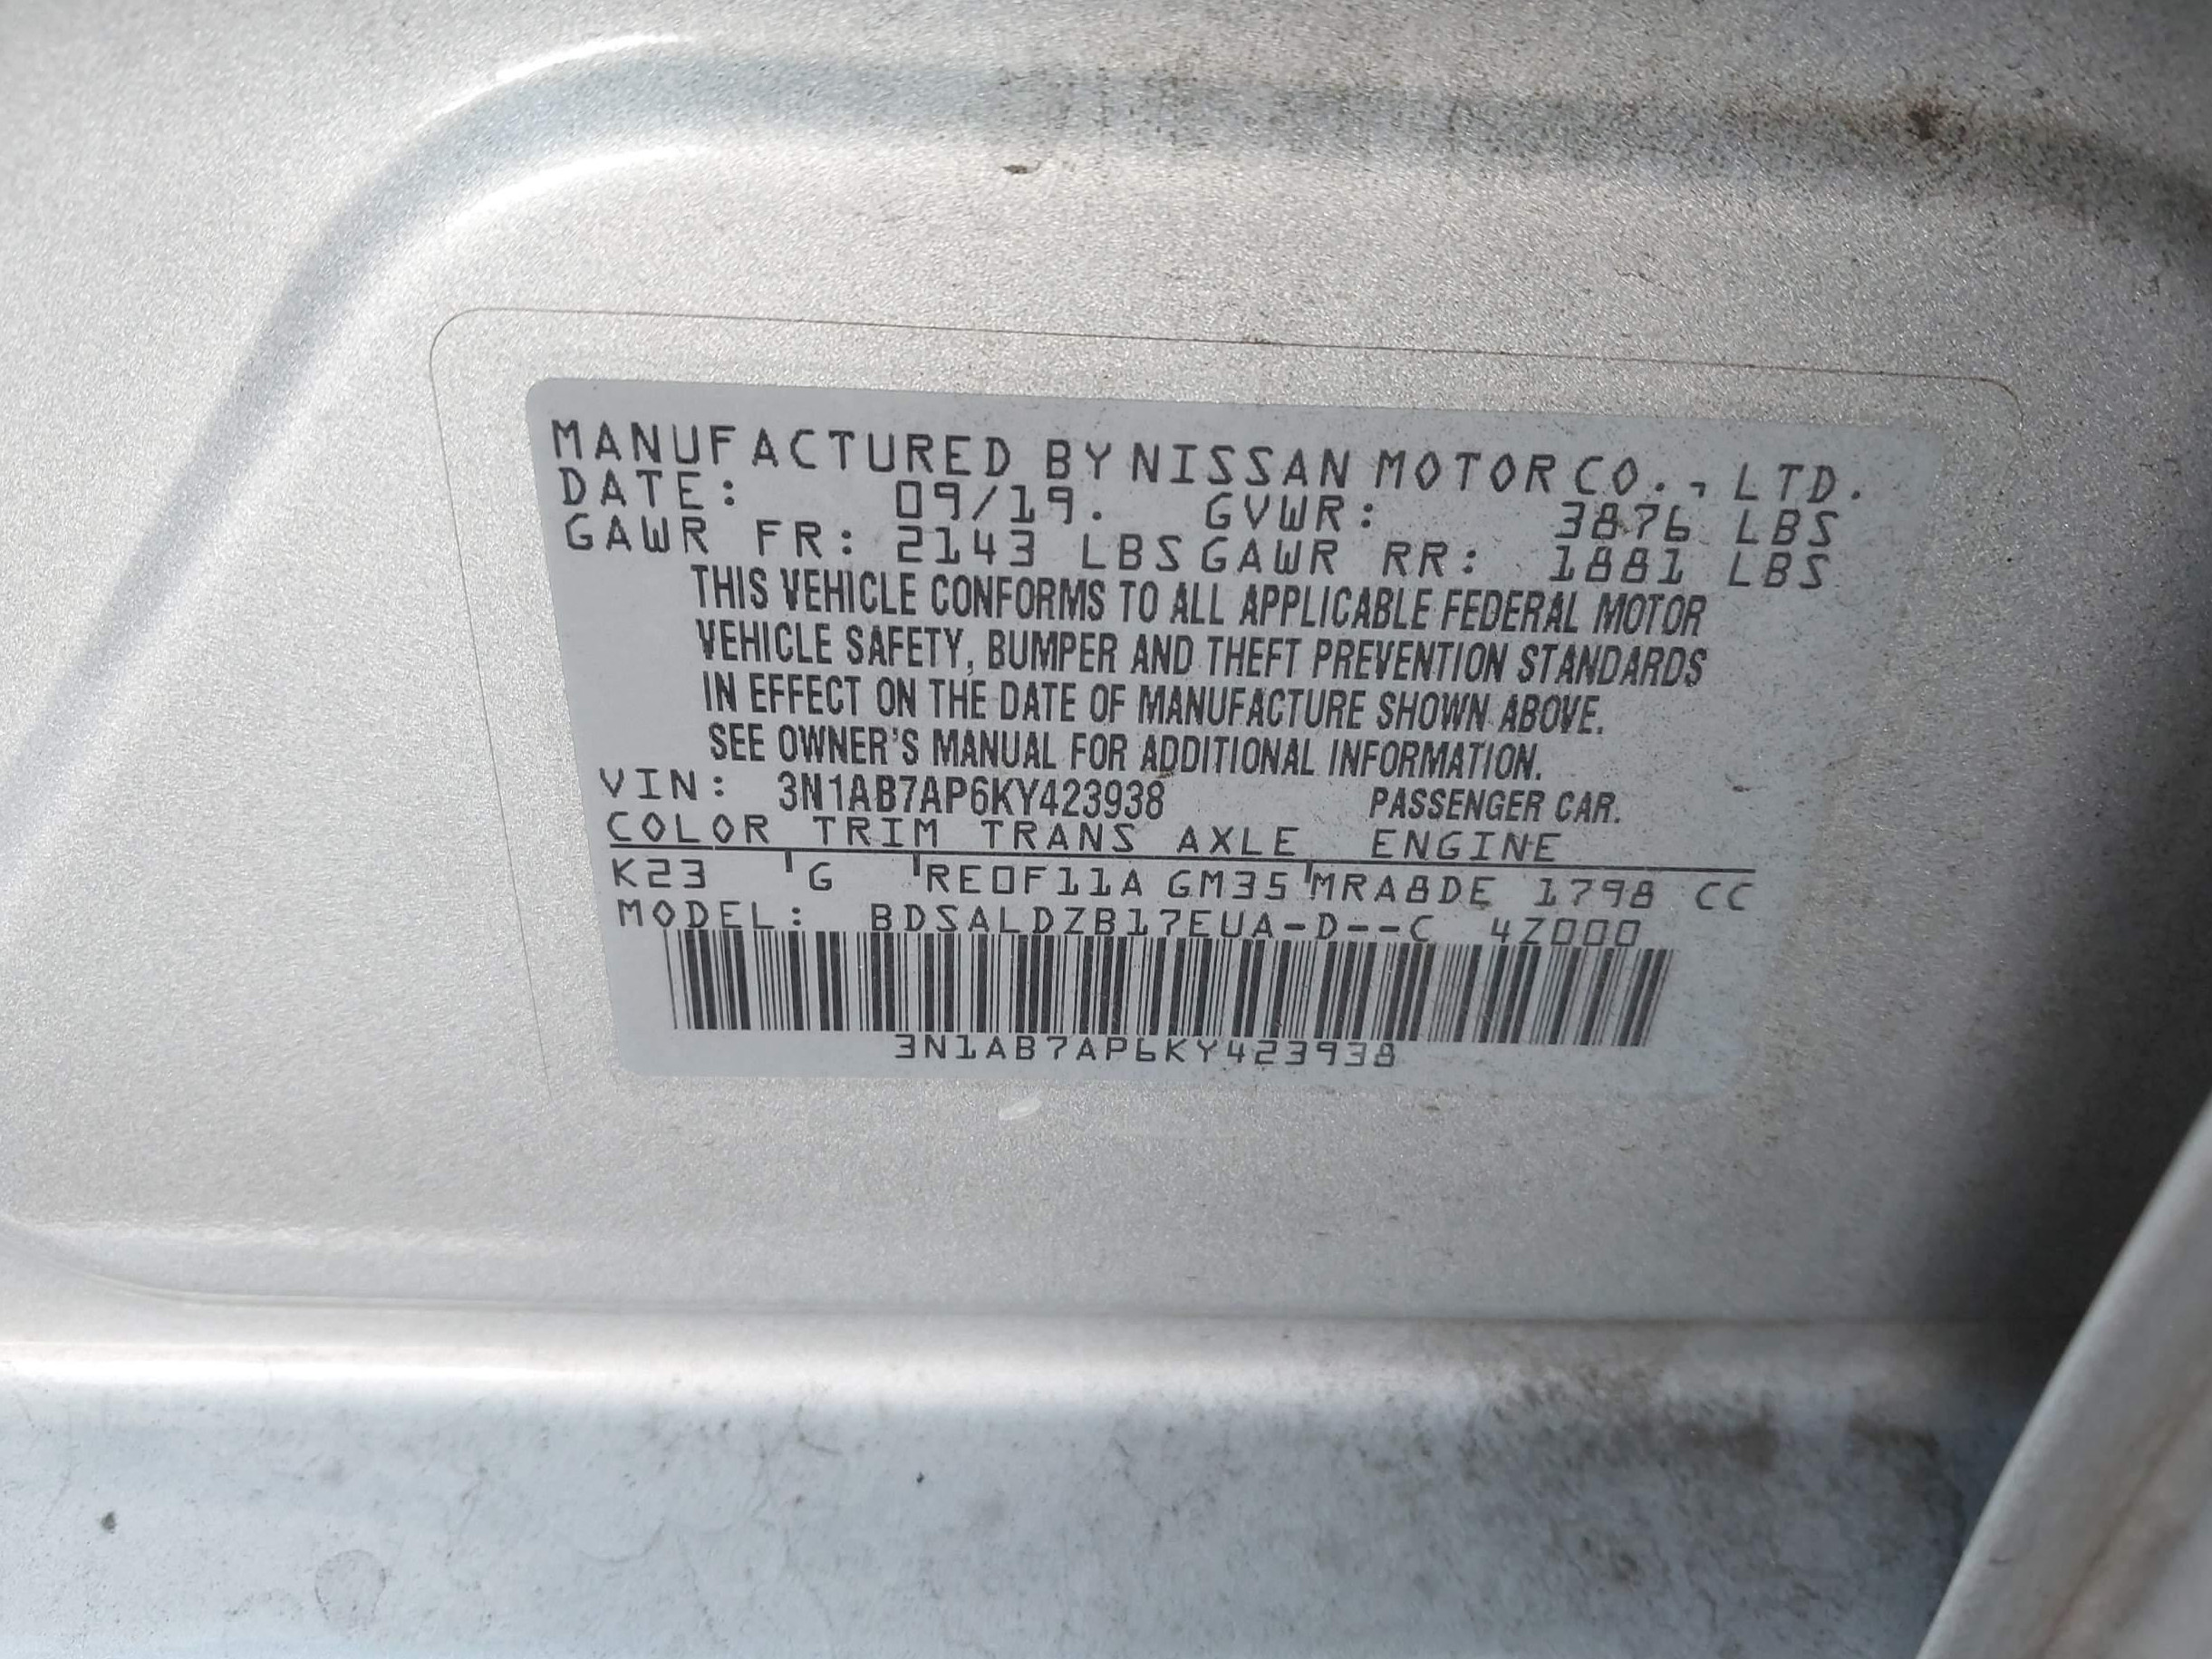 MANUFACTURED BY NISSAN MOTOR CO., LTD.
DATE: 09/19. GVWR: 3876 LBS
GAWR FR: 2143 LBS GAWR RR: 1881 LBS
THIS VEHICLE CONFORMS TO ALL APPLICABLE FEDERAL MOTOR
VEHICLE SAFETY, BUMPER AND THEFT PREVENTION STANDARDS
IN EFFECT ON THE DATE OF MANUFACTURE SHOWN ABOVE.
SEE OWNER'S MANUAL FOR ADDITIONAL INFORMATION.
VIN: 3N1AB7AP6KY423938 PASSENGER CAR.
COLOR TRIM TRANS AXLE ENGINE
K23 G RE0F11A GM35 MRA8DE 1798 CC
MODEL: BDSALDZB17EUA-D--C 4Z000
3N1AB7AP6KY423938